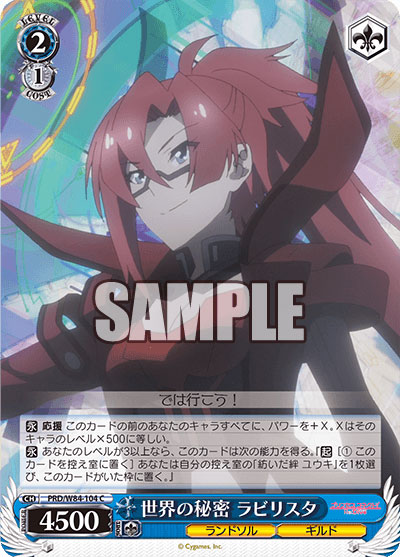 LEVEL
2
1
COST
SAMPLE
では行こう！
永 応援 このカードの前のあなたのキャラすべてに、パワーを＋X。Xはそ
のキャラのレベル×500に等しい。
永 あなたのキャラが3以上なら、このカードは次の能力を得る。『起［① この
カードを控え室に置く］ あなたは自分の控え室の「紡いだ絆 ユウキ」を1枚選
び、このカードがいた枠に置く。』
CH PRD/W84-104 C
4500
世界の秘密 ラビリスタ
ランドソル
ギルド
© Cygames, Inc.